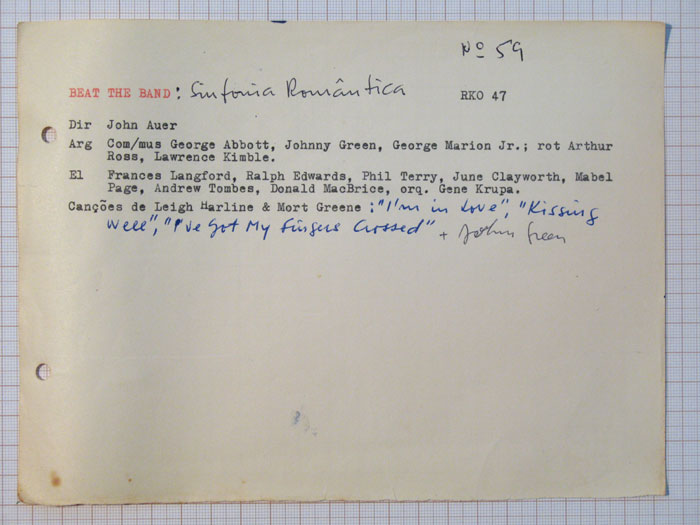 Nº 59
BEAT THE BAND: Sinfonia Romântica RKO 47
Dir John Auer
Arg Com/mus George Abbott, Johnny Green, George Marion Jr.; rot Arthur
Ross, Lawrence Kimble.
El Frances Langford, Ralph Edwards, Phil Terry, June Clayworth, Mabel
Page, Andrew Tombes, Donald MacBrice, orq. Gene Krupa.
Canções de Leigh Harline & Mort Greene: "I'm in Love", "Kissing
Well", "I've Got My Fingers Crossed" + John Green